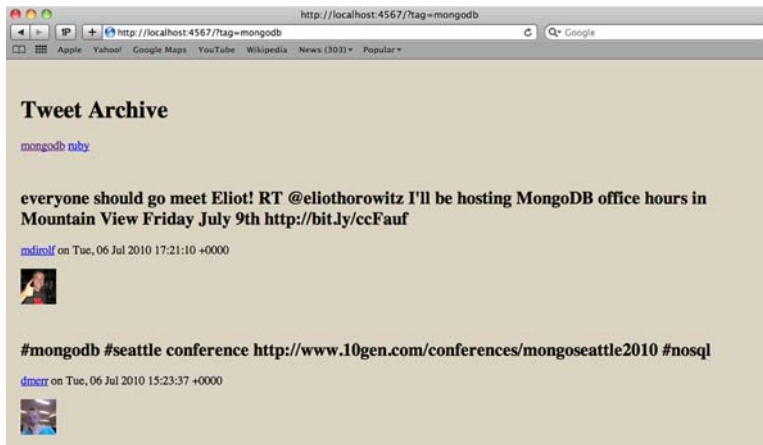 http://localhost:4567/?tag=mongodb
1P + http://localhost:4567/?tag=mongodb Google
Apple Yahoo! Google Maps YouTube Wikipedia News (303) Popular
Tweet Archive
mongodb ruby
everyone should go meet Eliot! RT @eliothorowitz I'll be hosting MongoDB office hours in
Mountain View Friday July 9th http://bit.ly/ccFauf
mdirolf on Tue, 06 Jul 2010 17:21:10 +0000
#mongodb #seattle conference http://www.10gen.com/conferences/mongoseattle2010 #nosql
dmerr on Tue, 06 Jul 2010 15:23:37 +0000